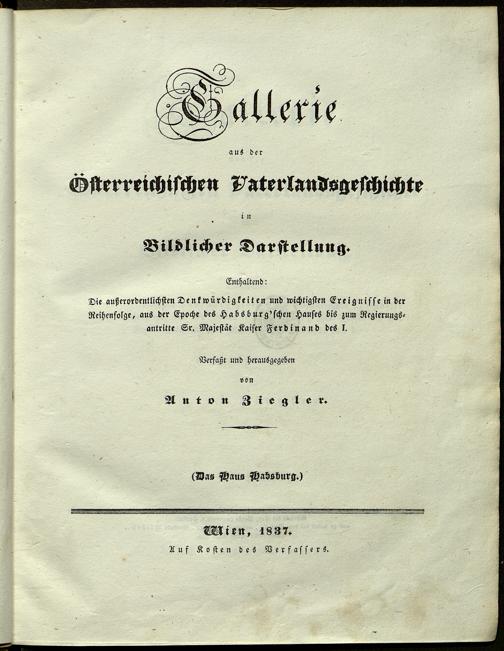 Gallerie
aus der
Österreichischen Vaterlandsgeschichte
in
Bildlicher Darstellung.
Enthaltend:
Die außerordentlichsten Denkwürdigkeiten und wichtigsten Ereignisse in der
Reihenfolge, aus der Epoche des Habsburg'schen Hauses bis zum Regierungs-
antritte Sr. Majestät Kaiser Ferdinand des I.
Verfaßt und herausgegeben
von
Anton Ziegler.
(Das Haus Habsburg.)
Wien, 1837.
Auf Kosten des Verfassers.